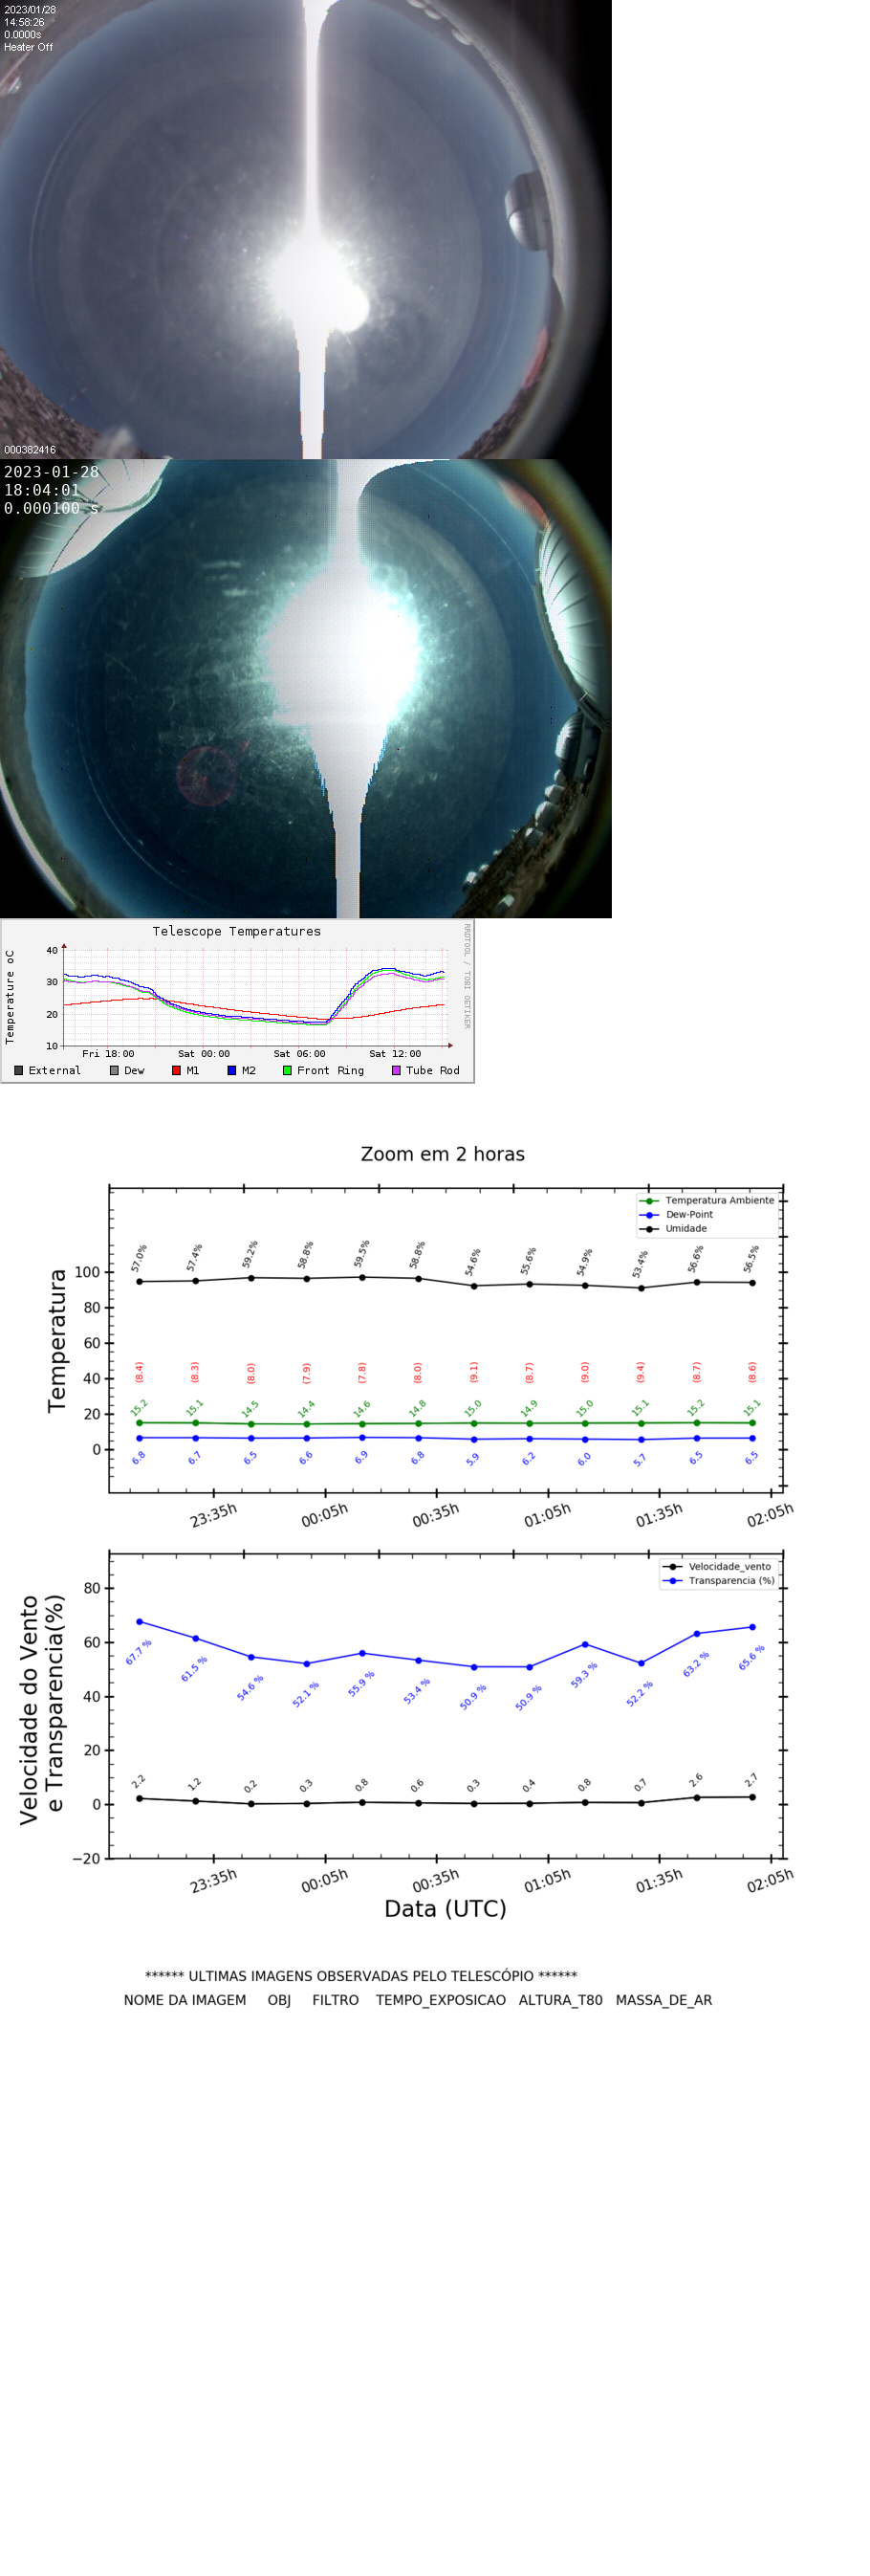 2023/01/28
14:58:26
0.0000s
Heater Off
000382416
2023-01-28
18:04:01
0.000100 s
Telescope Temperatures
RRDTOOL / TOBI OETIKER
Temperature oC
40
30
20
10
Fri 18:00 Sat 00:00 Sat 06:00 Sat 12:00
External Dew M1 M2 Front Ring Tube Rod
Zoom em 2 horas
Temperatura Ambiente
Dew-Point
Umidade
Temperatura
100
80
60
40
20
0
57.0% 57.4% 59.2% 58.8% 59.5% 58.8% 54.6% 55.6% 54.9% 53.4% 56.6% 56.5%
(8.4) (8.3) (8.0) (7.9) (7.8) (8.0) (9.1) (8.7) (9.0) (9.4) (8.7) (8.6)
15.2 15.1 14.5 14.4 14.6 14.8 15.0 14.9 15.0 15.1 15.2 15.1
6.8 6.7 6.5 6.6 6.9 6.8 5.9 6.2 6.0 5.7 6.5 6.5
23:35h 00:05h 00:35h 01:05h 01:35h 02:05h
Velocidade_vento
Transparencia (%)
Velocidade do Vento
e Transparencia(%)
80
60
40
20
0
−20
67.7 % 61.5 % 54.6 % 52.1 % 55.9 % 53.4 % 50.9 % 50.9 % 59.3 % 52.2 % 63.2 % 65.6 %
2.2 1.2 0.2 0.3 0.8 0.6 0.3 0.4 0.8 0.7 2.6 2.7
23:35h 00:05h 00:35h 01:05h 01:35h 02:05h
Data (UTC)
****** ULTIMAS IMAGENS OBSERVADAS PELO TELESCÓPIO ******
NOME DA IMAGEM OBJ FILTRO TEMPO_EXPOSICAO ALTURA_T80 MASSA_DE_AR